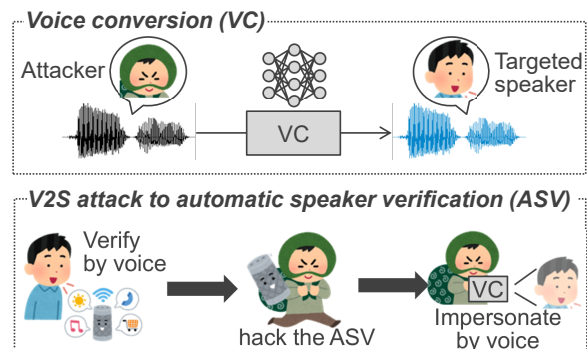 Voice conversion (VC)
Attacker
Targeted
speaker
VC
V2S attack to automatic speaker verification (ASV)
Verify
by voice
hack the ASV
VC
Impersonate
by voice